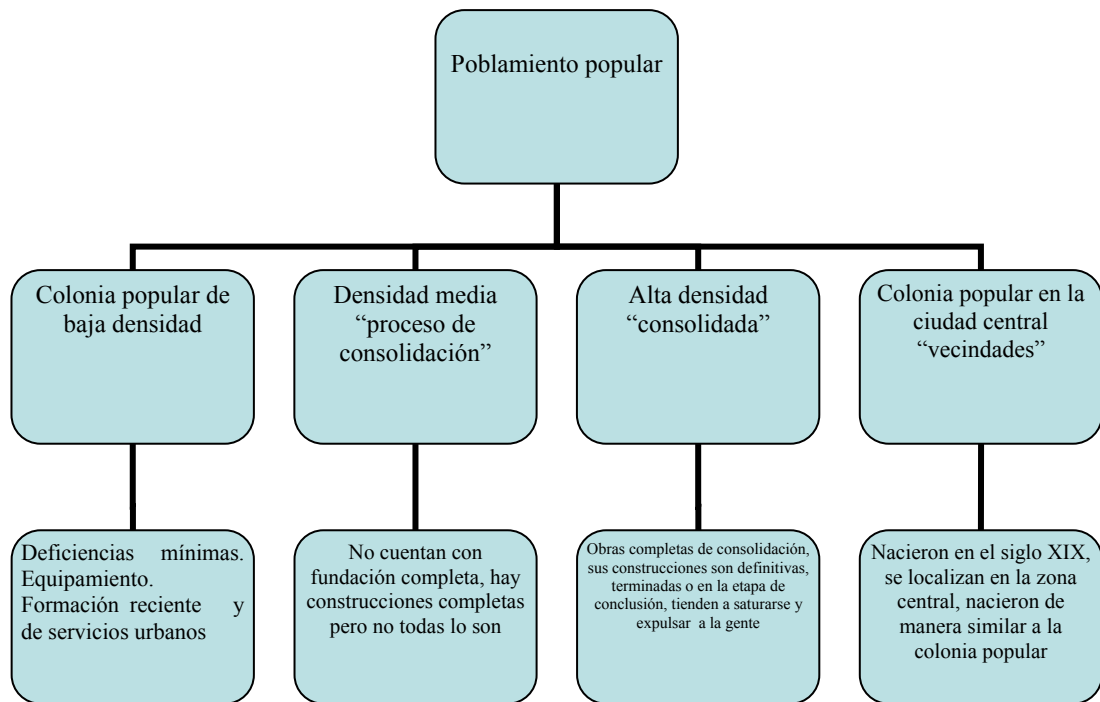 Poblamiento popular
Colonia popular de
baja densidad
Densidad media
“proceso de
consolidación”
Alta densidad
“consolidada”
Colonia popular en la
ciudad central
“vecindades”
Deficiencias mínimas.
Equipamiento.
Formación reciente y
de servicios urbanos
No cuentan con
fundación completa, hay
construcciones completas
pero no todas lo son
Obras completas de consolidación,
sus construcciones son definitivas,
terminadas o en la etapa de
conclusión, tienden a saturarse y
expulsar a la gente
Nacieron en el siglo XIX,
se localizan en la zona
central, nacieron de
manera similar a la
colonia popular